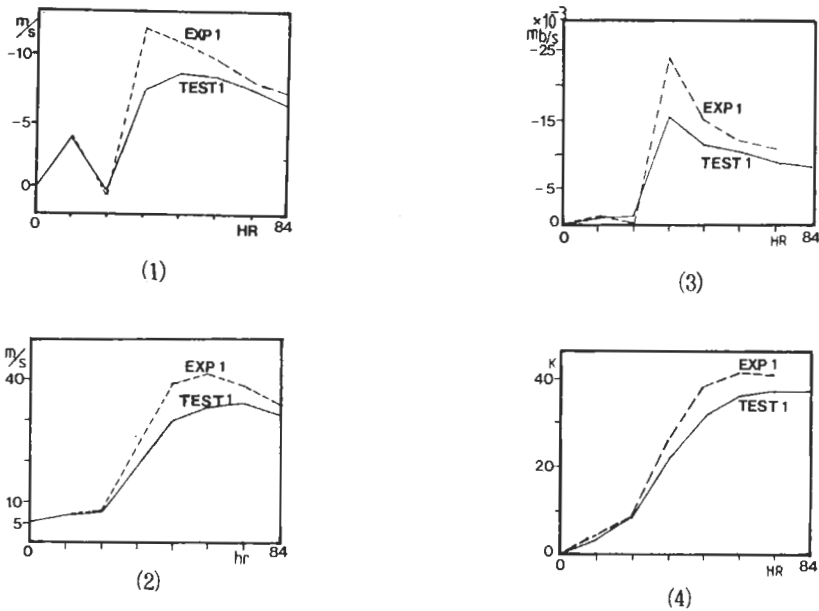 m/s
-10
-5
0
EXP 1
TEST 1
0
HR
84
(1)
×10⁻³
mb/s
-25
-15
-5
0
EXP 1
TEST 1
0
HR
84
(3)
m/s
40
10
5
EXP 1
TEST 1
0
hr
84
(2)
K
40
20
0
EXP 1
TEST 1
0
HR
84
(4)